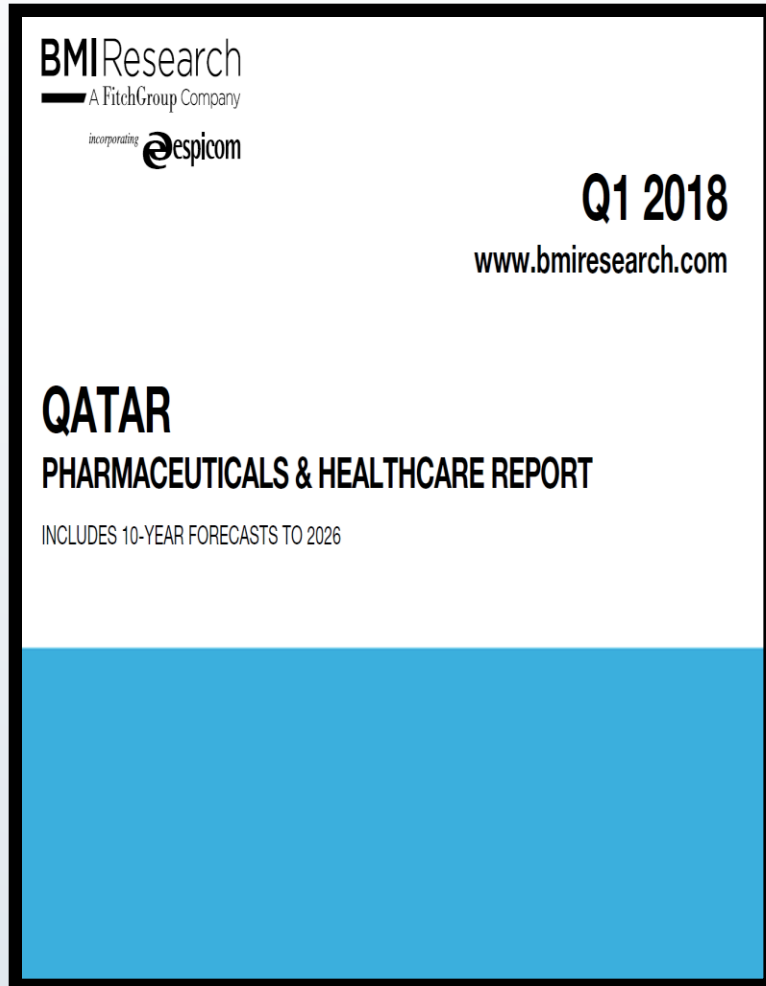 BMIResearch
A FitchGroup Company
incorporating espicom
Q1 2018
www.bmiresearch.com
QATAR
PHARMACEUTICALS & HEALTHCARE REPORT
INCLUDES 10-YEAR FORECASTS TO 2026